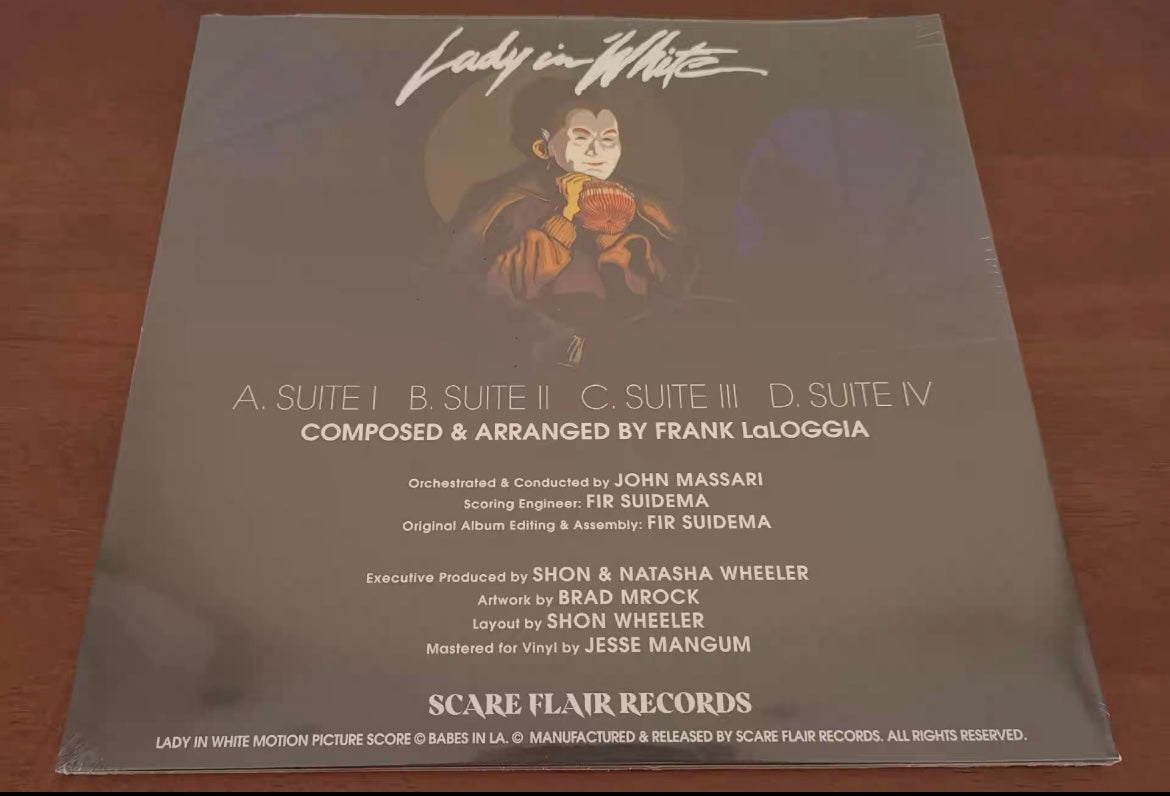 Lady in White
A. SUITE I B. SUITE II C. SUITE III D. SUITE IV
COMPOSED & ARRANGED BY FRANK LaLOGGIA
Orchestrated & Conducted by JOHN MASSARI
Scoring Engineer: FIR SUIDEMA
Original Album Editing & Assembly: FIR SUIDEMA
Executive Produced by SHON & NATASHA WHEELER
Artwork by BRAD MROCK
Layout by SHON WHEELER
Mastered for Vinyl by JESSE MANGUM
SCARE FLAIR RECORDS
LADY IN WHITE MOTION PICTURE SCORE © BABES IN LA. © MANUFACTURED & RELEASED BY SCARE FLAIR RECORDS. ALL RIGHTS RESERVED.